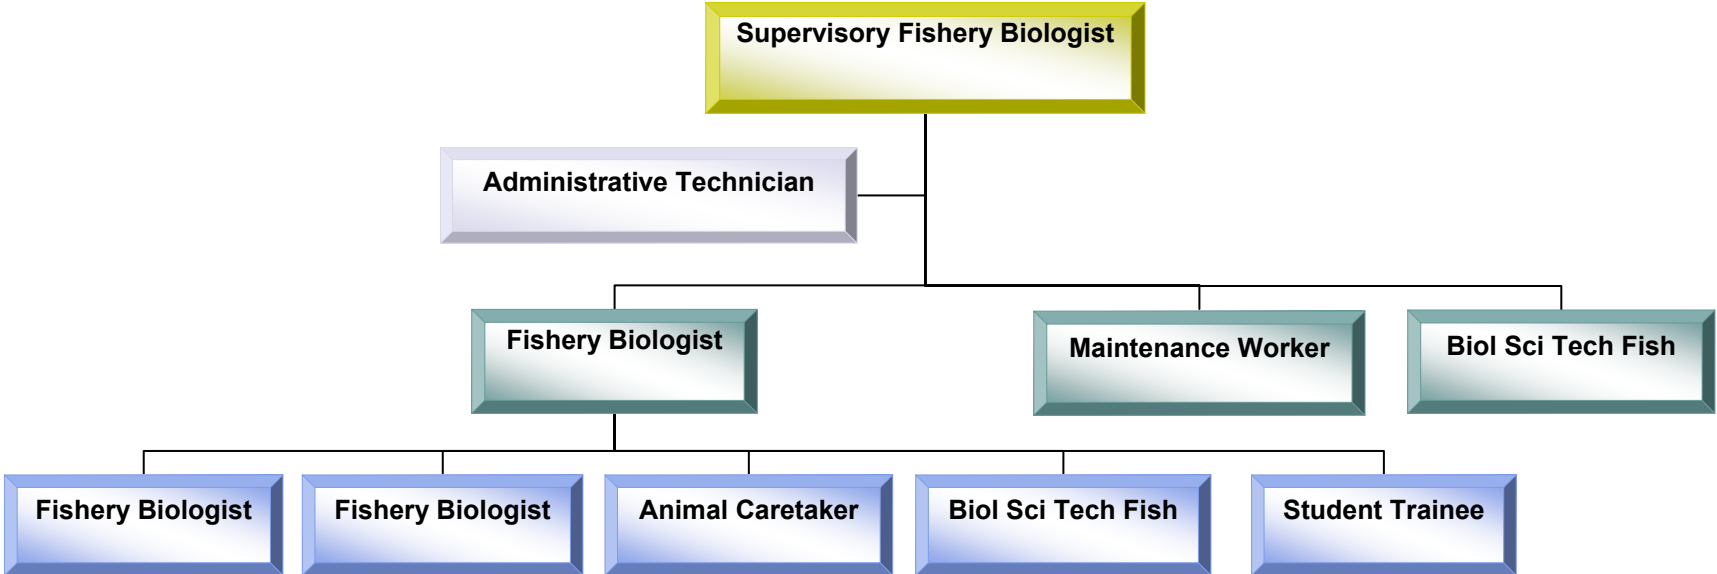 Supervisory Fishery Biologist
Administrative Technician
Fishery Biologist
Maintenance Worker
Biol Sci Tech Fish
Fishery Biologist
Fishery Biologist
Animal Caretaker
Biol Sci Tech Fish
Student Trainee